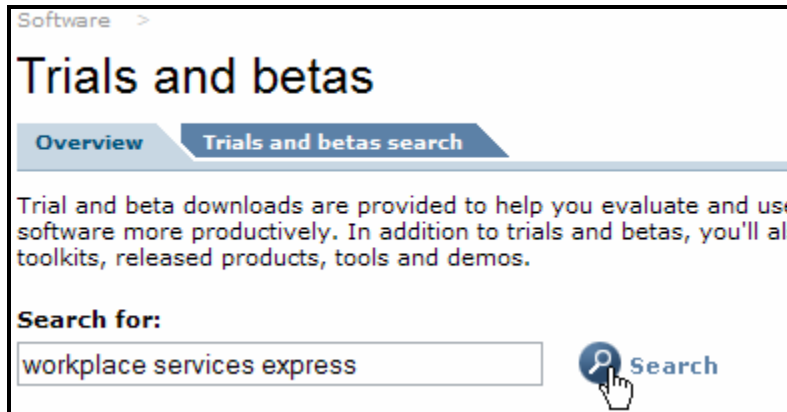 Software >
Trials and betas
Overview Trials and betas search
Trial and beta downloads are provided to help you evaluate and use
software more productively. In addition to trials and betas, you'll al
toolkits, released products, tools and demos.
Search for:
workplace services express Search